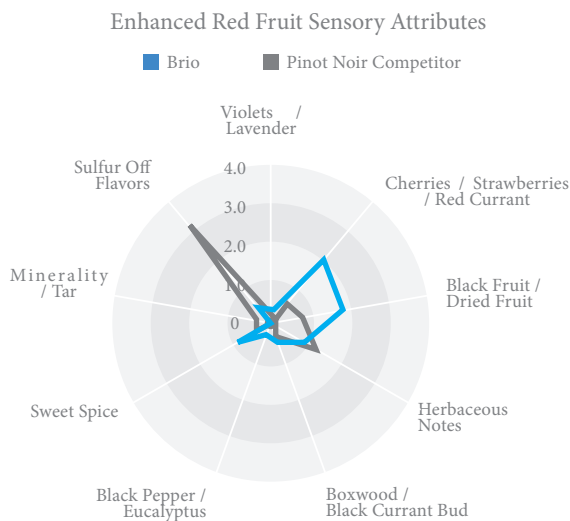 Enhanced Red Fruit Sensory Attributes
Brio
Pinot Noir Competitor
Violets / 
Lavender
Sulfur Off
Flavors
Cherries / Strawberries
/ Red Currant
4.0
3.0
2.0
1.0
0
Minerality
/ Tar
Black Fruit /
Dried Fruit
Sweet Spice
Herbaceous
Notes
Black Pepper /
Eucalyptus
Boxwood /
Black Currant Bud